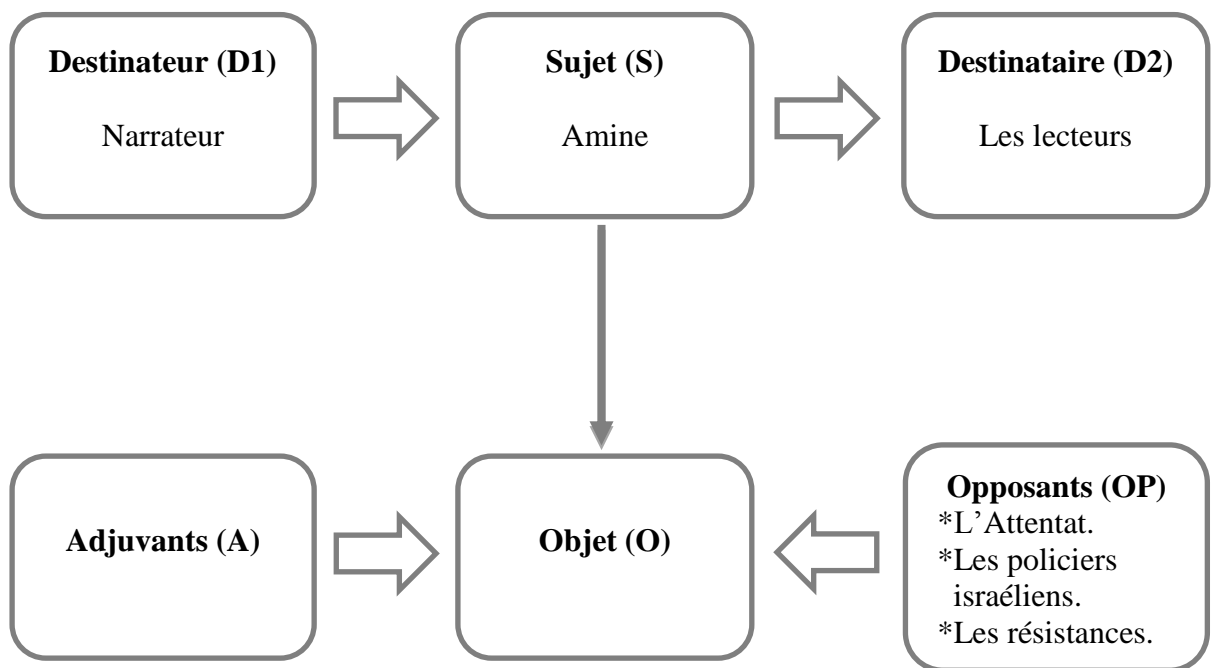 Destinateur (D1)
Narrateur
Sujet (S)
Amine
Destinataire (D2)
Les lecteurs
Adjuvants (A)
Objet (O)
Opposants (OP)
*L’Attentat.
*Les policiers
israéliens.
*Les résistances.